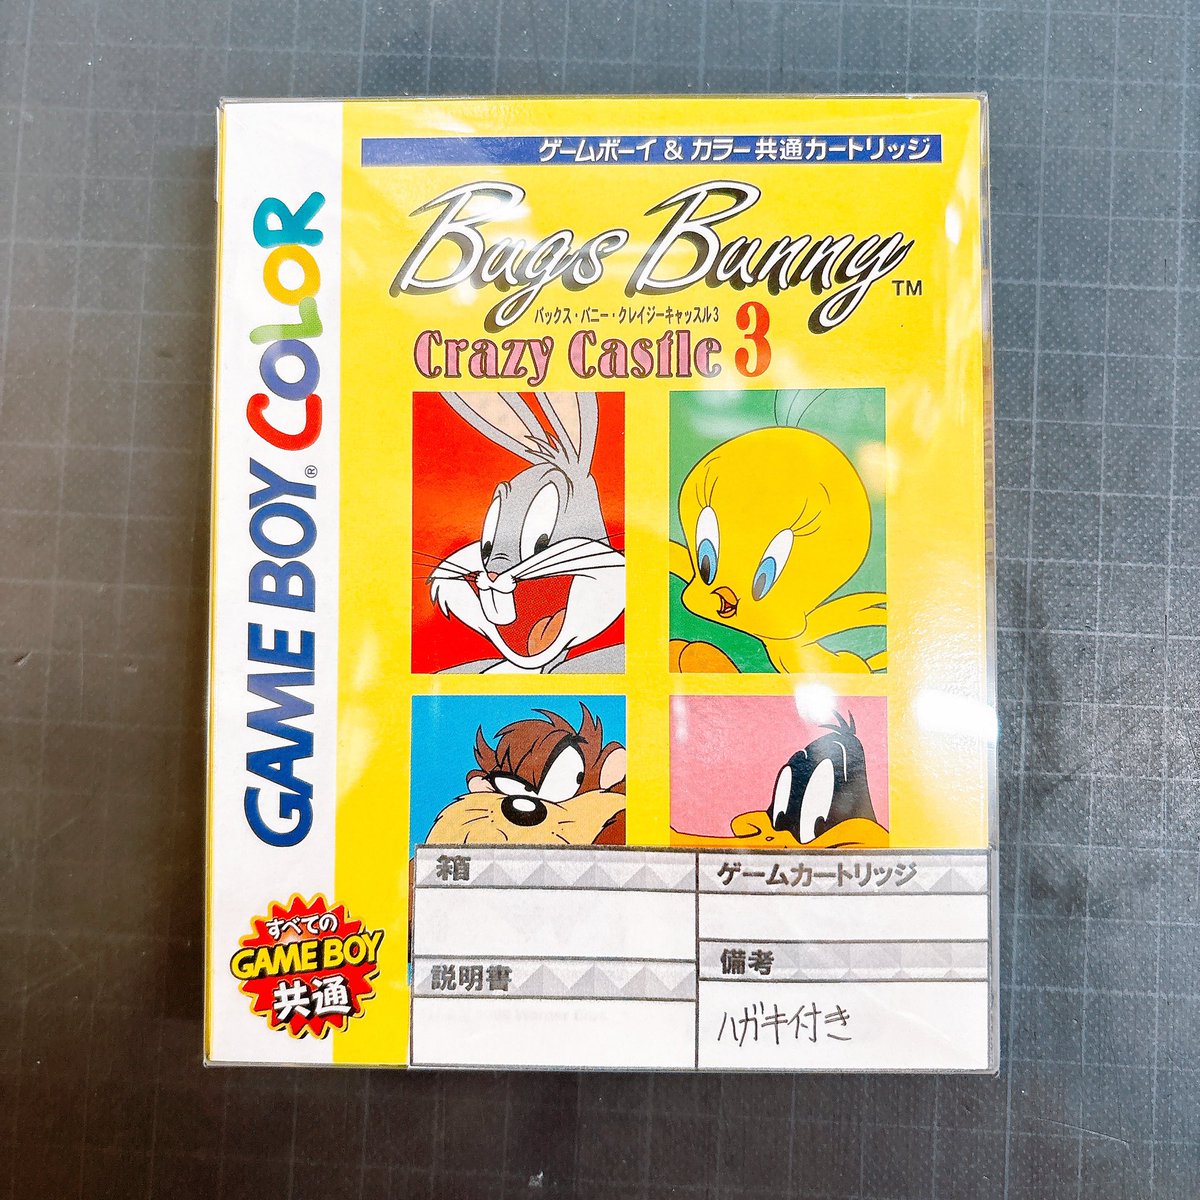 ゲームボーイ & カラー共通カートリッジ
Bugs Bunny TM
バックス・バニー・クレイジーキャッスル3
Crazy Castle 3
GAME BOY® COLOR
すべての
GAME BOY
共通
箱
ゲームカートリッジ
説明書
備考
ハガキ付き